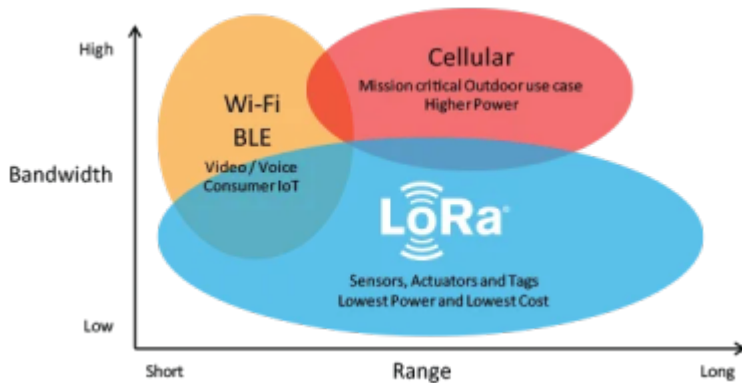 High
Bandwidth
Low
Wi-Fi
BLE
Video / Voice
Consumer IoT
Cellular
Mission critical Outdoor use case
Higher Power
LoRa®
Sensors, Actuators and Tags
Lowest Power and Lowest Cost
Short
Range
Long